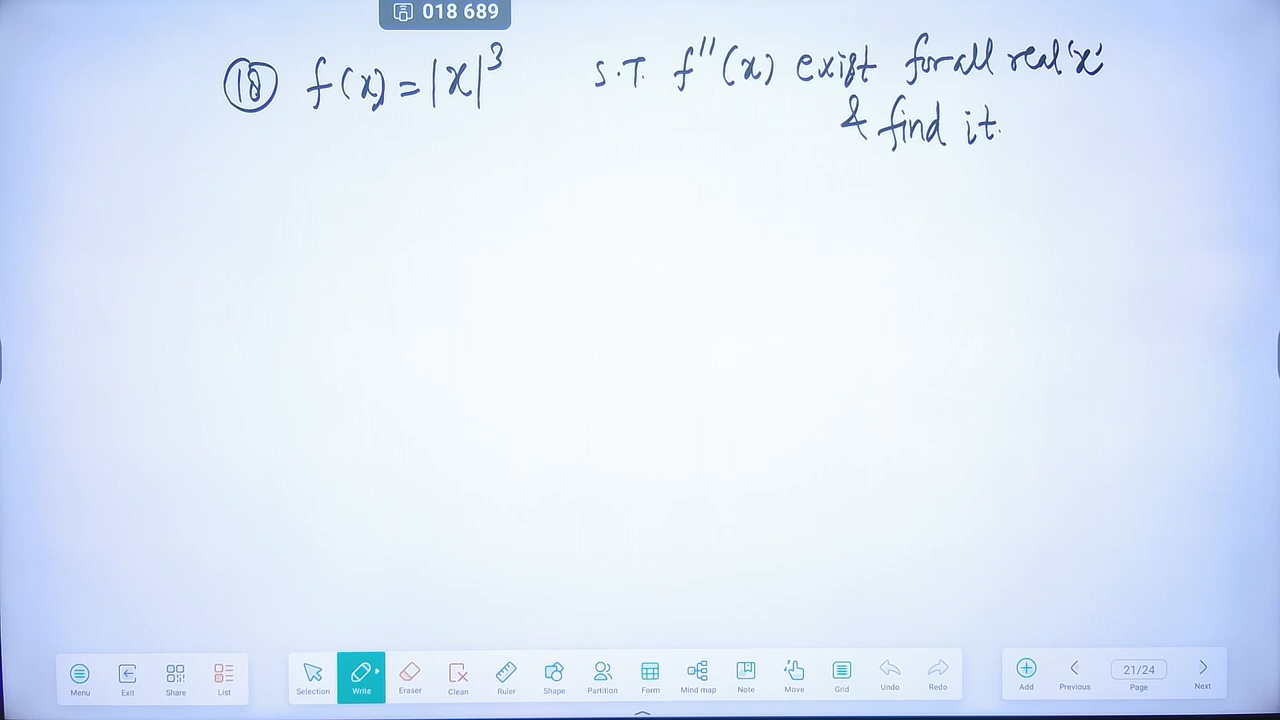 018 689
18 f(x) = |x|³ S.T. f''(x) exist for all real 'x'
& find it.
Menu Exit Share List Selection Write Eraser Clean Ruler Shape Partition Form Mind map Note Move Grid Undo Redo Add Previous 21/24 Page Next